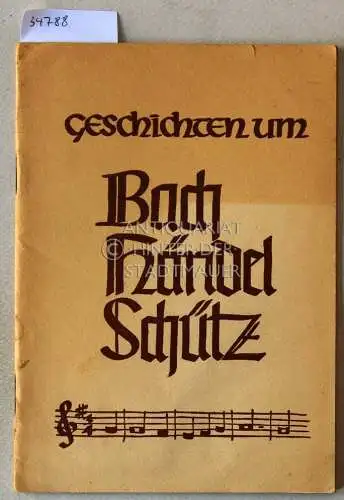 34788
Geschichten um
Bach
ANTIQUARIAT
HINTER DER
Händel
STADTMAUER
Schütz